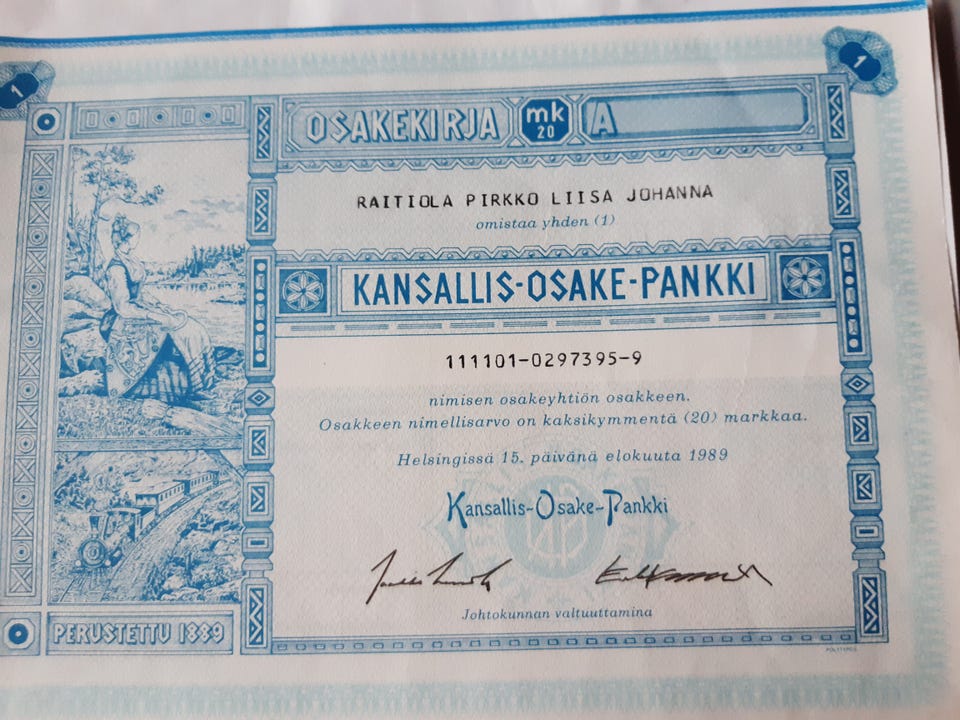 1
1
OSAKEKIRJA mk 20 A
RAITIOLA PIRKKO LIISA JOHANNA
omistaa yhden (1)
KANSALLIS-OSAKE-PANKKI
111101-0297395-9
nimisen osakeyhtiön osakkeen.
Osakkeen nimellisarvo on kaksikymmentä (20) markkaa.
Helsingissä 15. päivänä elokuuta 1989
Kansallis-Osake-Pankki
Johtokunnan valtuuttamina
PERUSTETTU 1889
POLYTYPOS